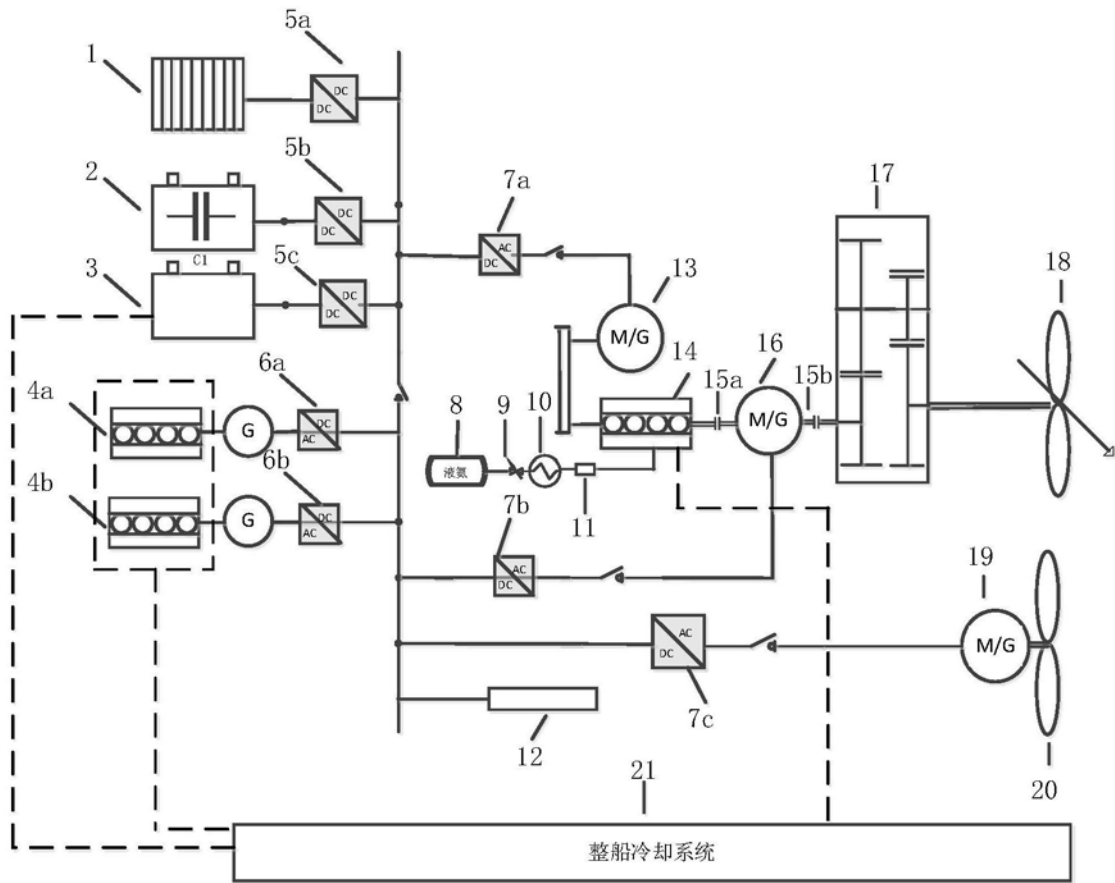 5a
1
DC
DC
5b
2
DC
DC
7a
17
C1
5c
AC
DC
3
DC
DC
13
18
M/G
6a
14
16
4a
15a
15b
DC
AC
8
9
10
M/G
G
液氨
6b
4b
11
7b
DC
AC
G
AC
DC
19
AC
DC
M/G
7c
12
21
20
整船冷却系统